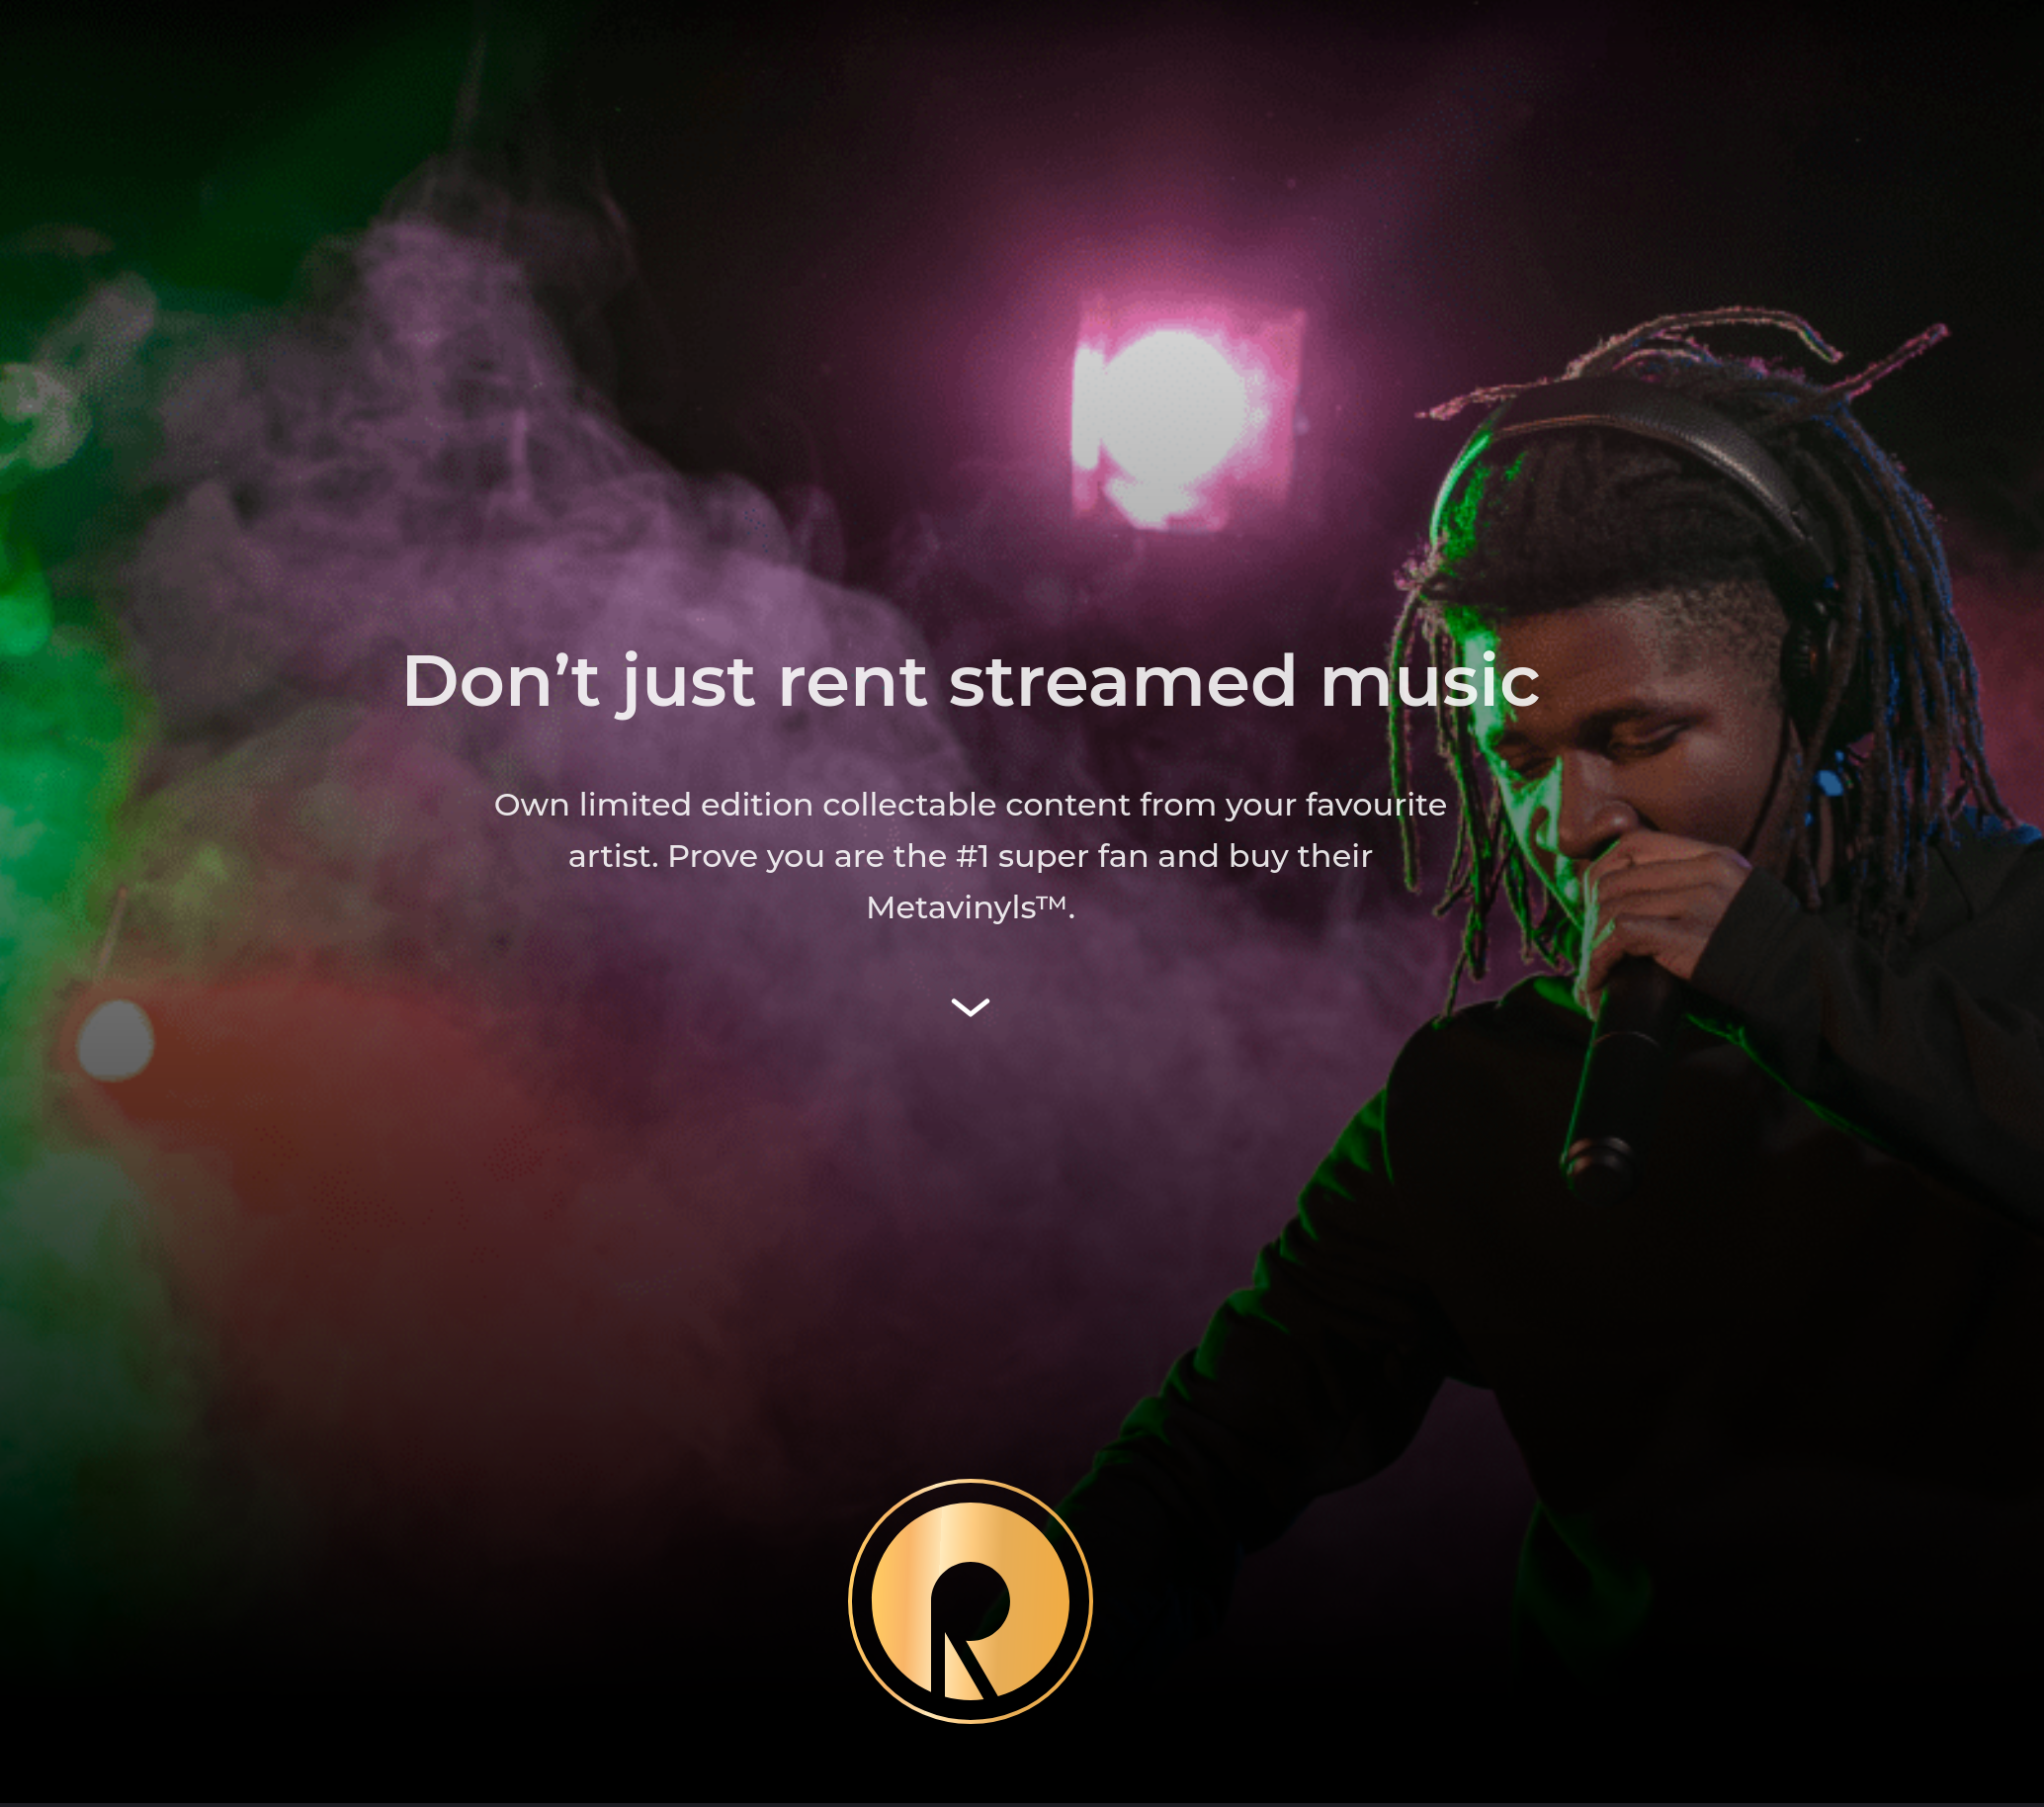 Don’t just rent streamed music
Own limited edition collectable content from your favourite
artist. Prove you are the #1 super fan and buy their
Metavinyls™.
R